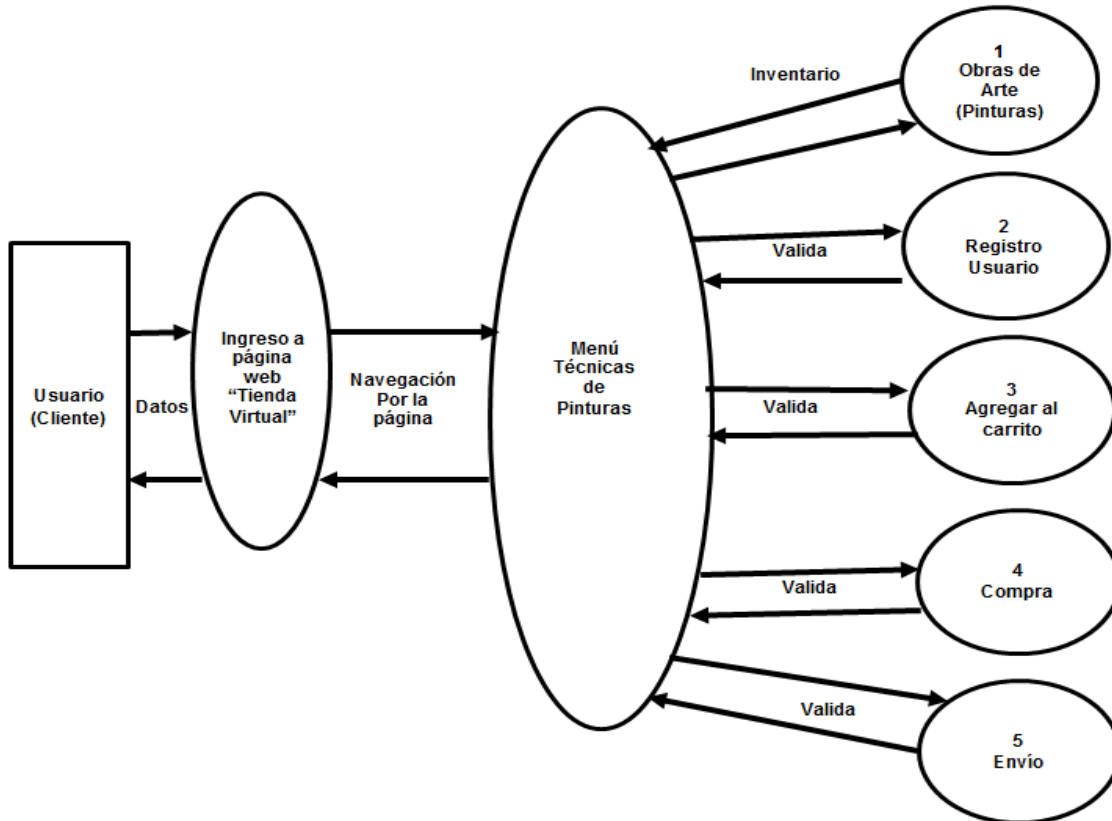 Usuario
(Cliente)
Datos
Ingreso a
página
web
“Tienda
Virtual”
Navegación
Por la
página
Menú
Técnicas
de
Pinturas
Inventario
1
Obras de
Arte
(Pinturas)
Valida
2
Registro
Usuario
Valida
3
Agregar al
carrito
Valida
4
Compra
Valida
5
Envío